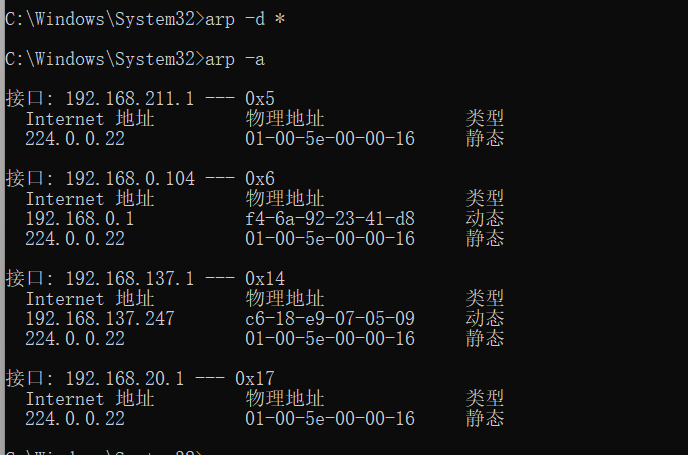 C:\Windows\System32>arp -d *
C:\Windows\System32>arp -a
接口: 192.168.211.1 --- 0x5
Internet 地址 物理地址 类型
224.0.0.22 01-00-5e-00-00-16 静态
接口: 192.168.0.104 --- 0x6
Internet 地址 物理地址 类型
192.168.0.1 f4-6a-92-23-41-d8 动态
224.0.0.22 01-00-5e-00-00-16 静态
接口: 192.168.137.1 --- 0x14
Internet 地址 物理地址 类型
192.168.137.247 c6-18-e9-07-05-09 动态
224.0.0.22 01-00-5e-00-00-16 静态
接口: 192.168.20.1 --- 0x17
Internet 地址 物理地址 类型
224.0.0.22 01-00-5e-00-00-16 静态